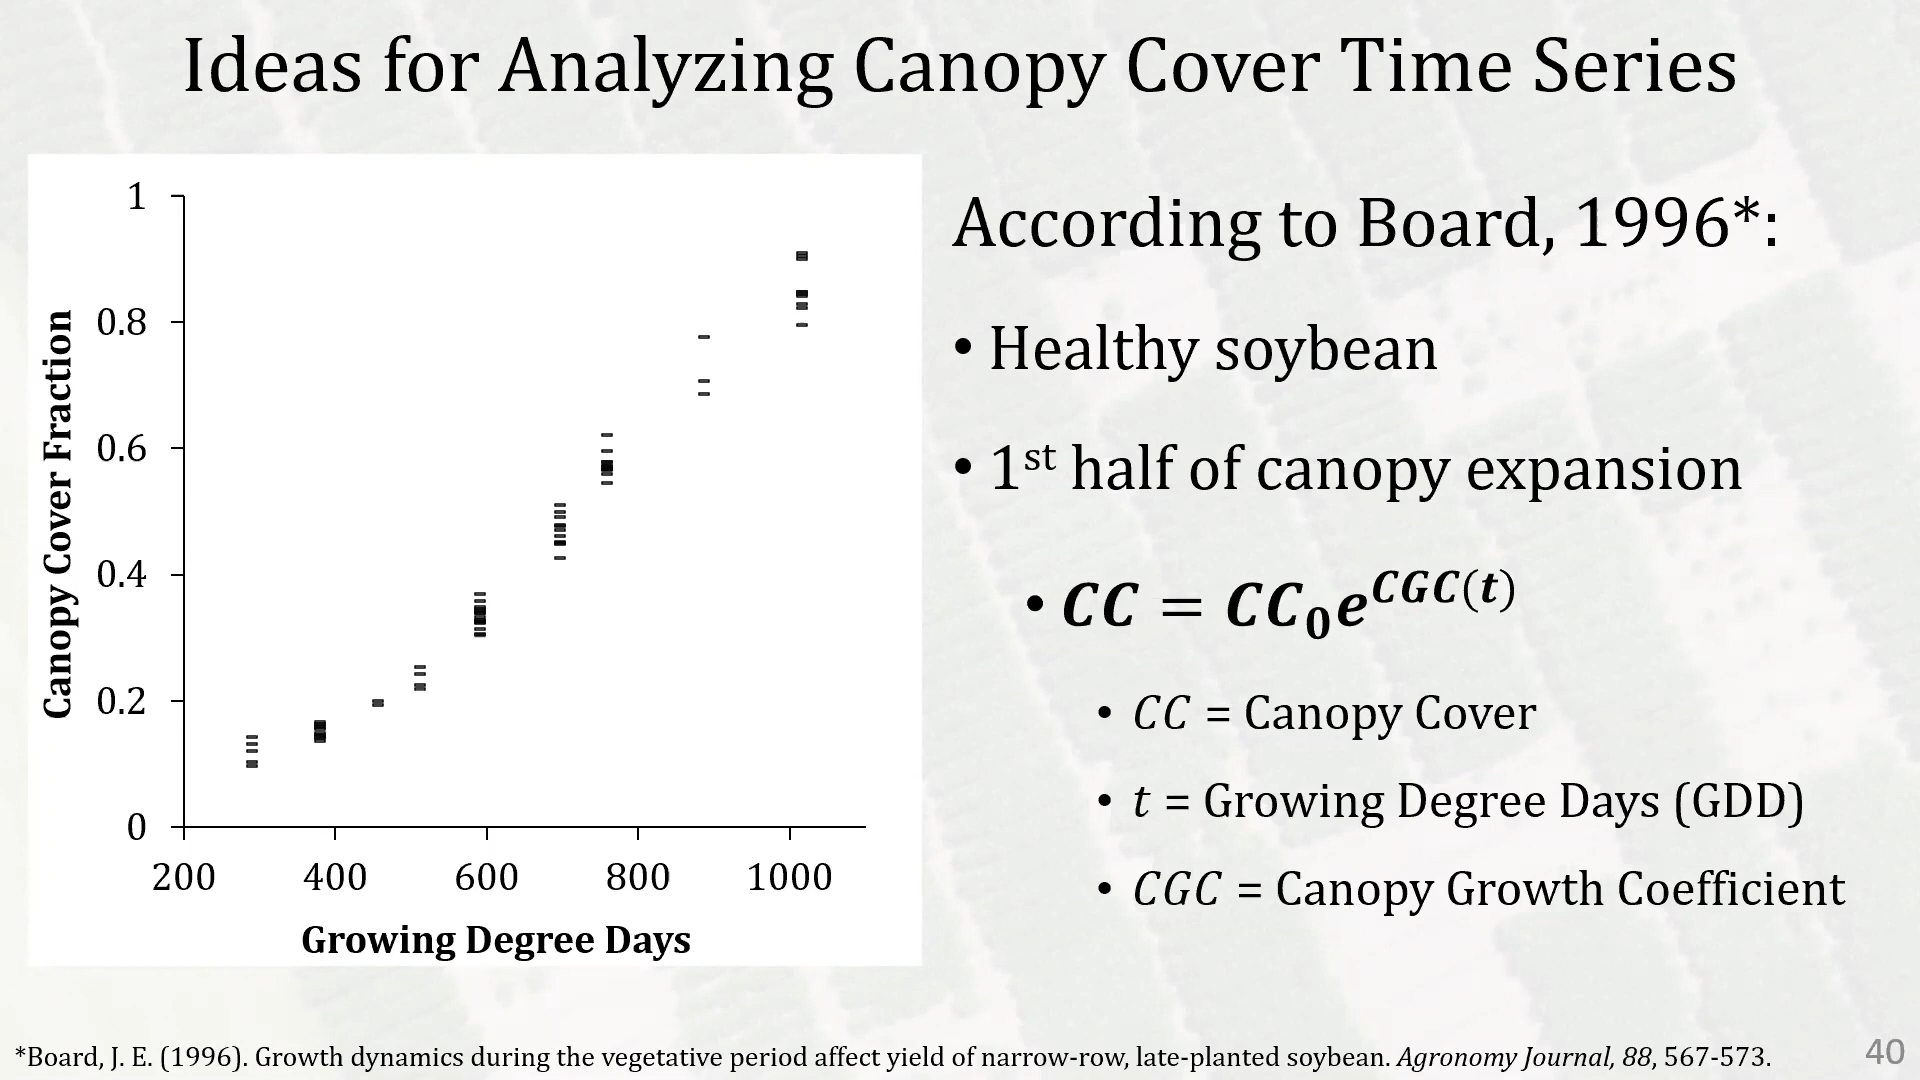 Ideas for Analyzing Canopy Cover Time Series
1
0.8
0.6
0.4
0.2
0
200 400 600 800 1000
Canopy Cover Fraction
Growing Degree Days
According to Board, 1996*:
• Healthy soybean
• 1st half of canopy expansion
• CC = CC₀e^CGC(t)
• CC = Canopy Cover
• t = Growing Degree Days (GDD)
• CGC = Canopy Growth Coefficient
*Board, J. E. (1996). Growth dynamics during the vegetative period affect yield of narrow-row, late-planted soybean. Agronomy Journal, 88, 567-573.
40